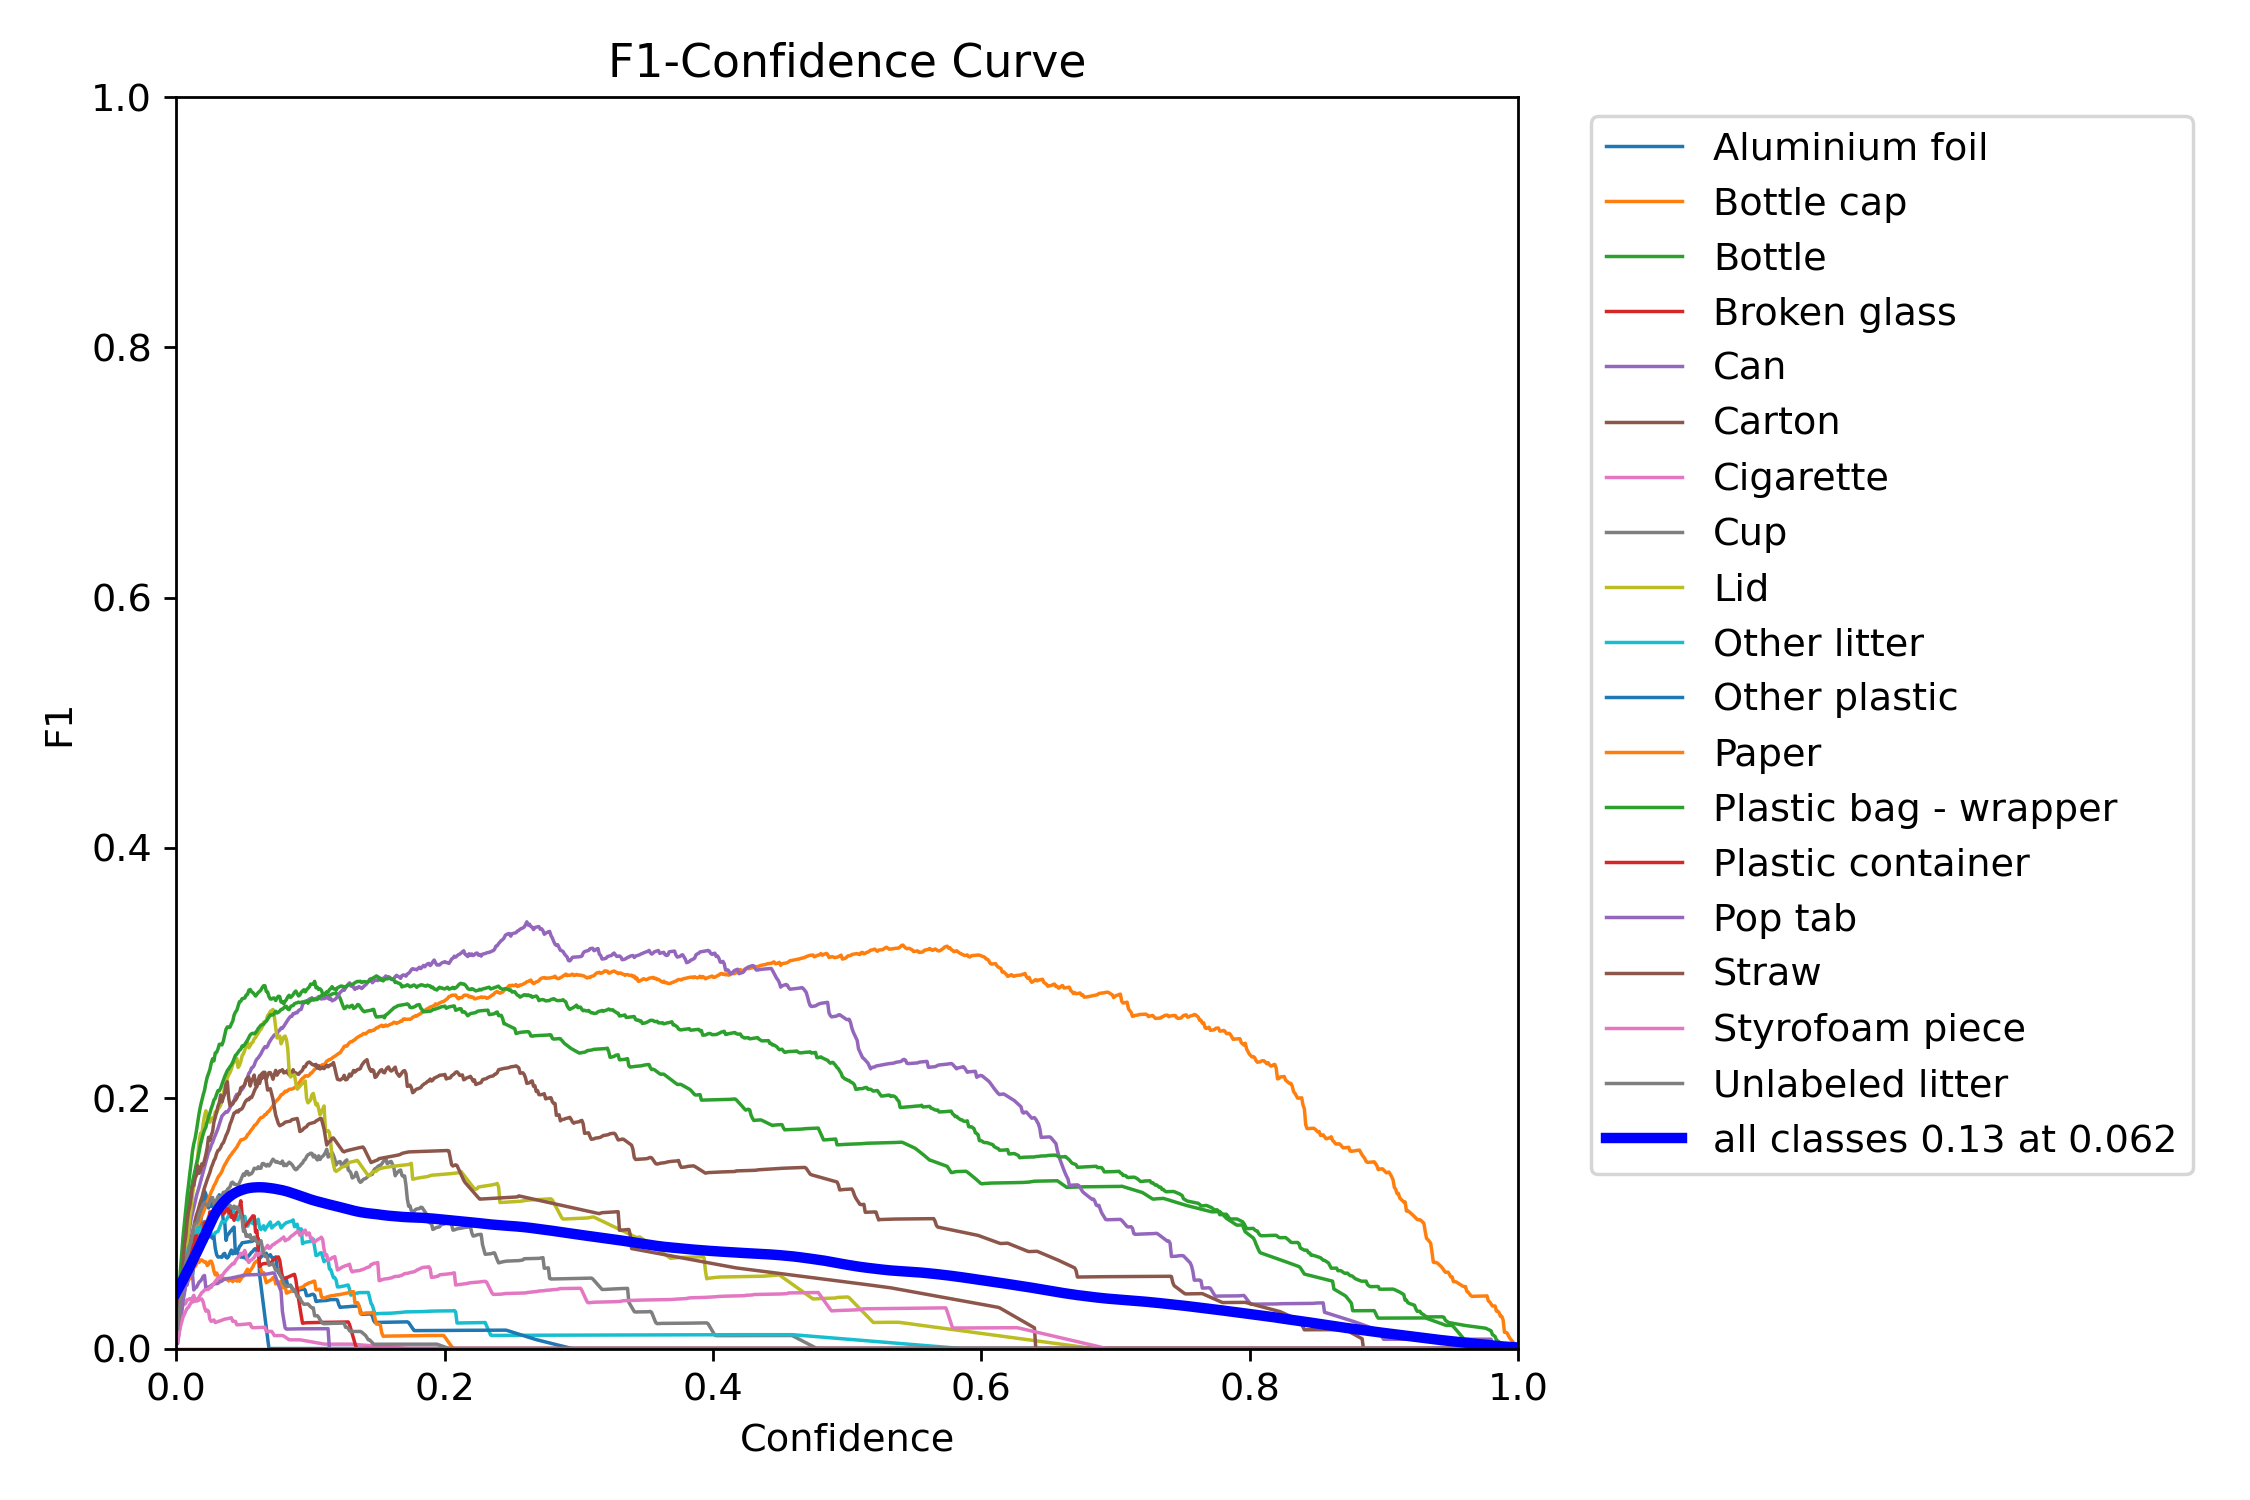 F1-Confidence Curve
1.0
0.8
0.6
0.4
0.2
0.0
F1
0.0 0.2 0.4 0.6 0.8 1.0
Confidence
Aluminium foil
Bottle cap
Bottle
Broken glass
Can
Carton
Cigarette
Cup
Lid
Other litter
Other plastic
Paper
Plastic bag - wrapper
Plastic container
Pop tab
Straw
Styrofoam piece
Unlabeled litter
all classes 0.13 at 0.062